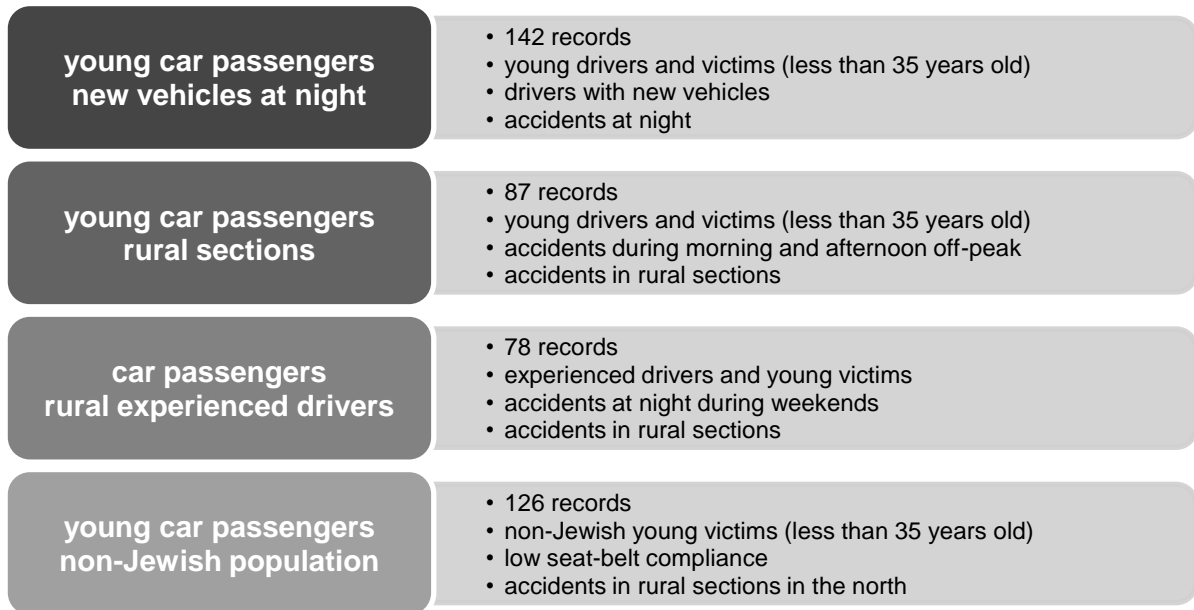 young car passengers
new vehicles at night
• 142 records
• young drivers and victims (less than 35 years old)
• drivers with new vehicles
• accidents at night
young car passengers
rural sections
• 87 records
• young drivers and victims (less than 35 years old)
• accidents during morning and afternoon off-peak
• accidents in rural sections
car passengers
rural experienced drivers
• 78 records
• experienced drivers and young victims
• accidents at night during weekends
• accidents in rural sections
young car passengers
non-Jewish population
• 126 records
• non-Jewish young victims (less than 35 years old)
• low seat-belt compliance
• accidents in rural sections in the north